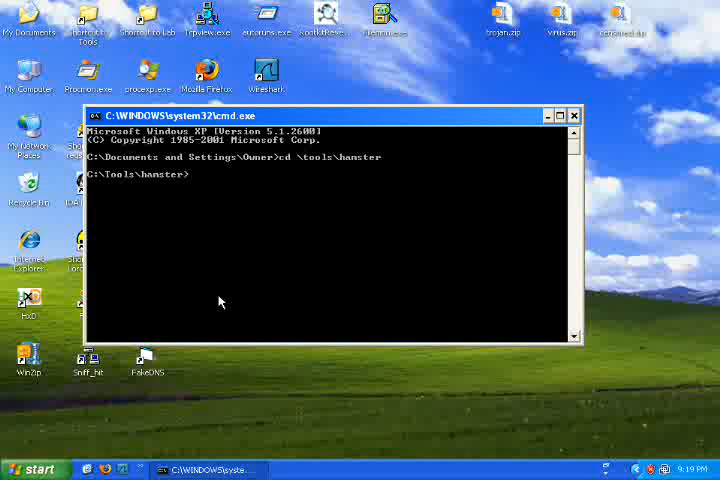 My Documents
Shortcut to
Tools
Shortcut to Lab
Tcpview.exe
autoruns.exe
RootkitReve...
Filemon.exe
trojan.zip
virus.zip
My Computer
Procmon.exe
procexp.exe
Mozilla Firefox
Wireshark
C:\WINDOWS\system32\cmd.exe
Microsoft Windows XP [Version 5.1.2600]
(C) Copyright 1985-2001 Microsoft Corp.
C:\Documents and Settings\Owner>cd \tools\hamster
C:\Tools\hamster>
My Network
Places
Recycle Bin
Internet
Explorer
HxD
WinZip
Sniff_hit
FakeDNS
start
C:\WINDOWS\syste...
9:19 PM